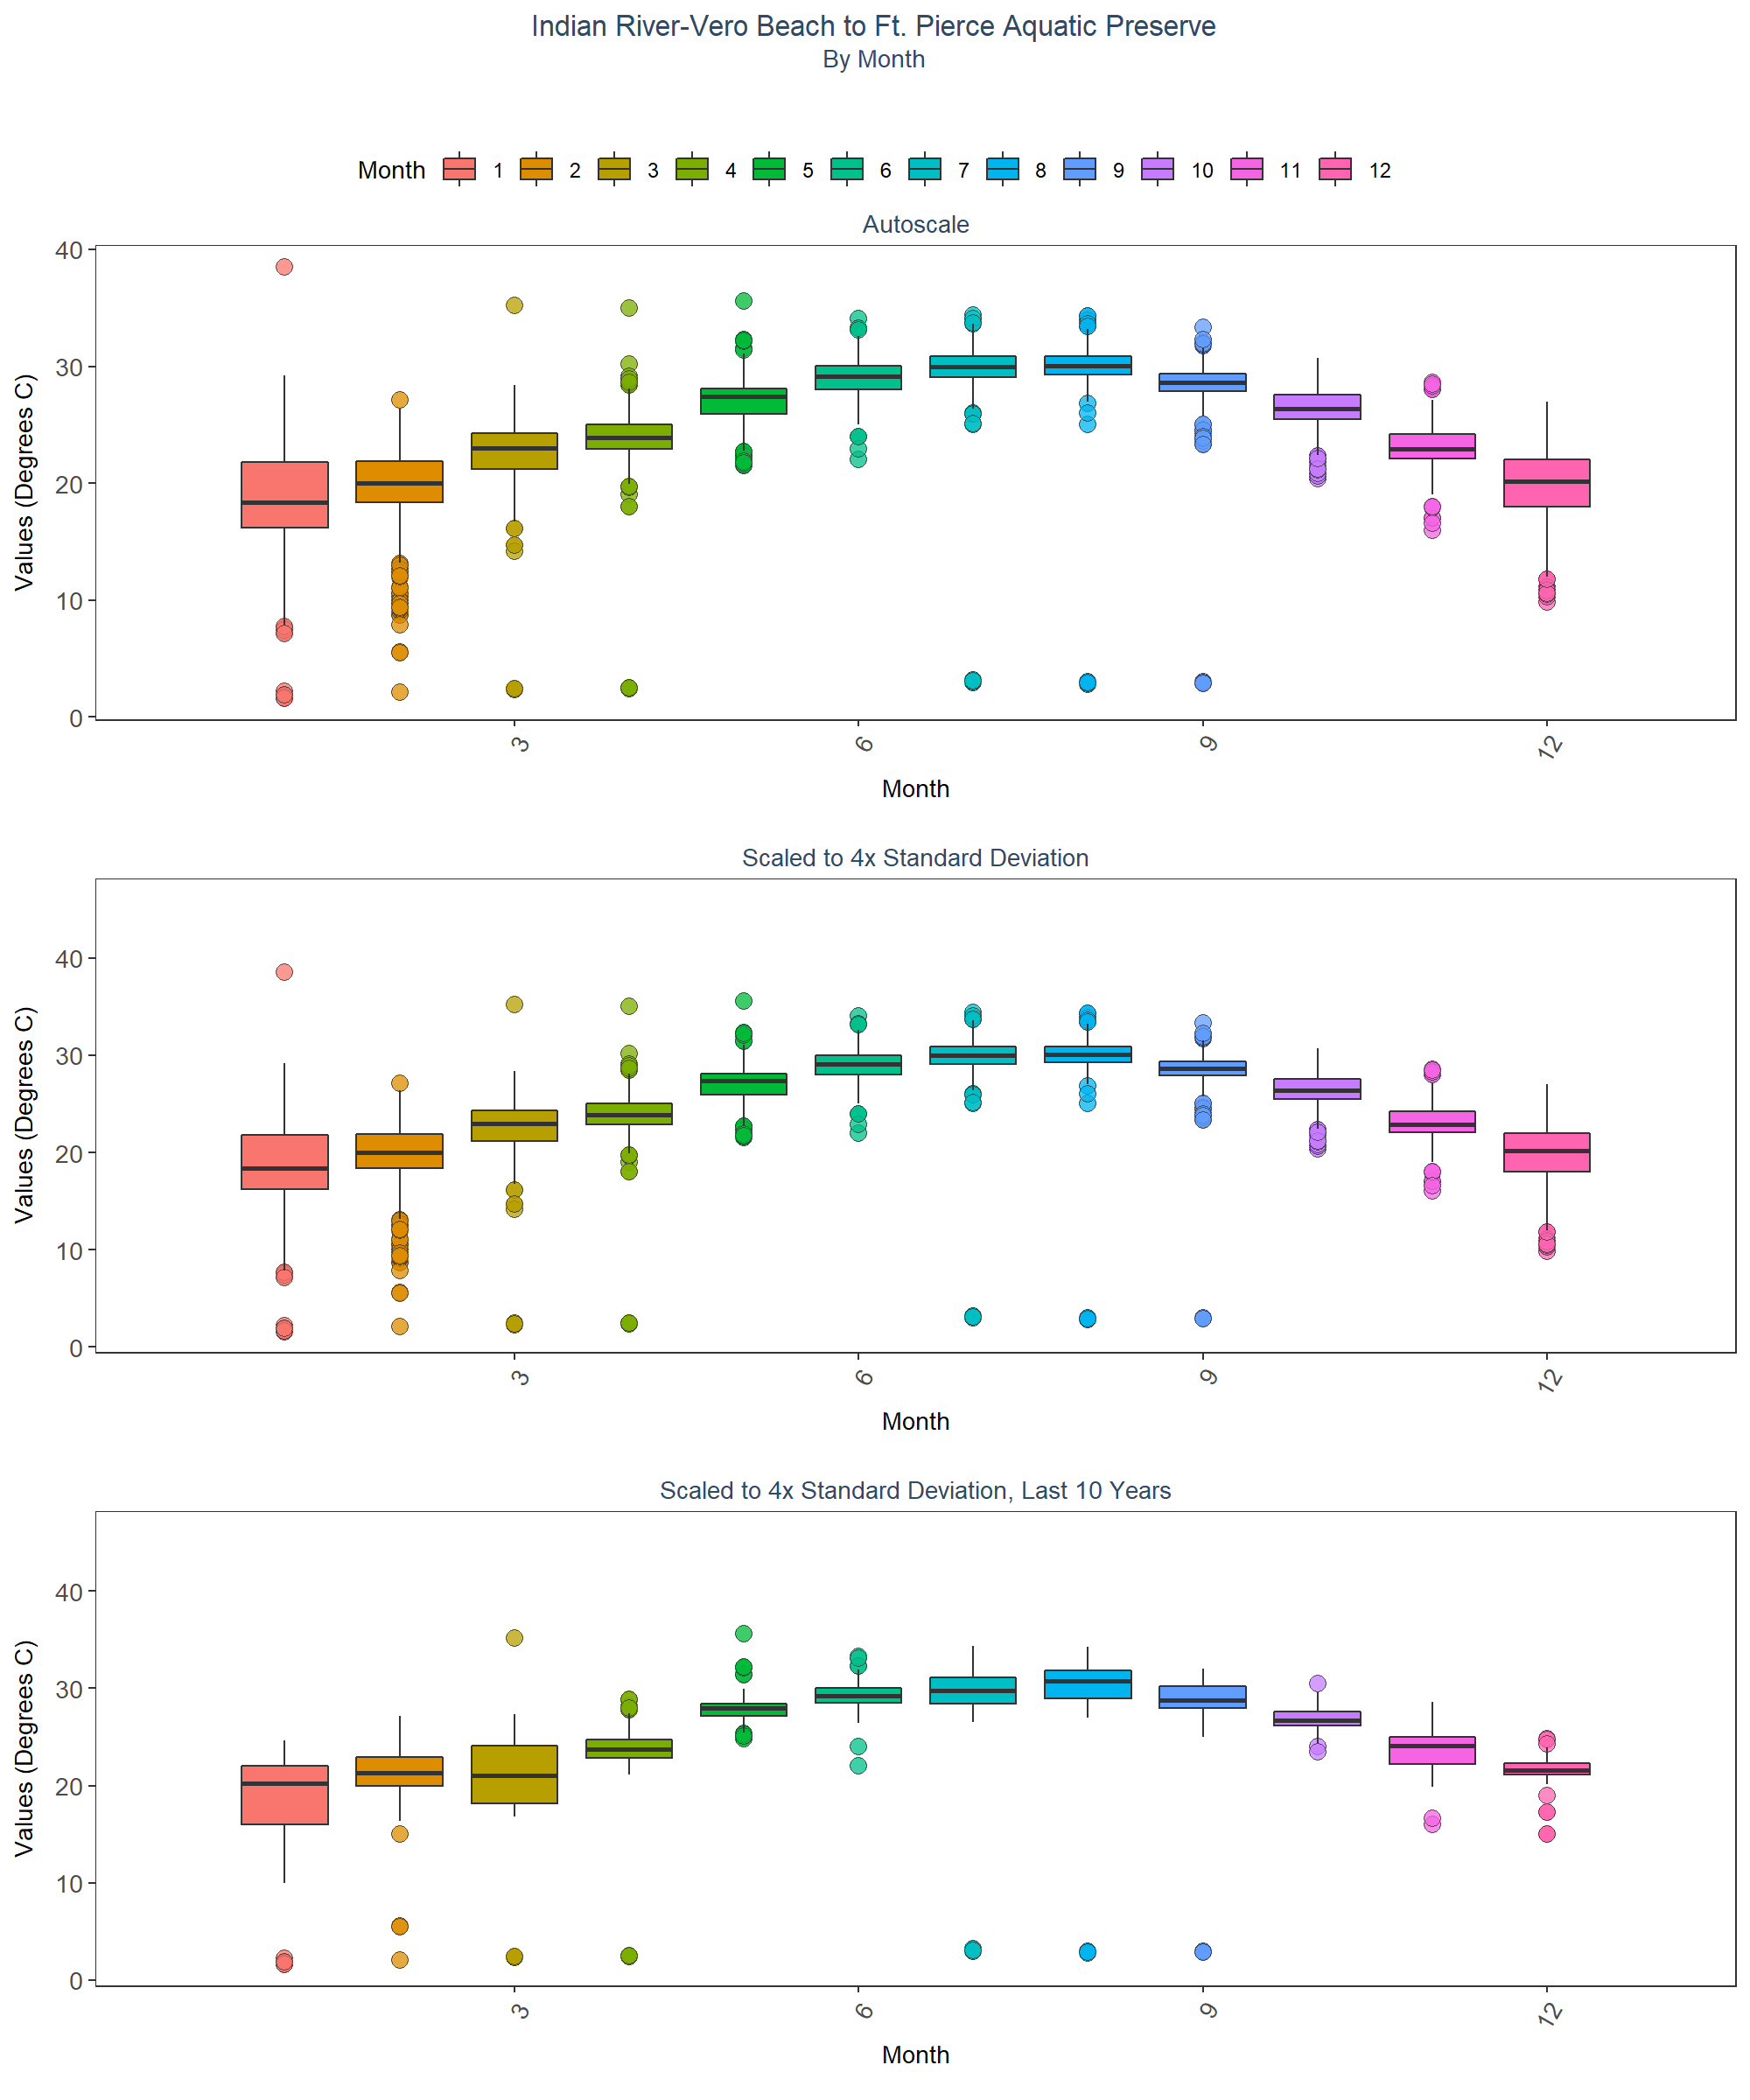 Indian River-Vero Beach to Ft. Pierce Aquatic Preserve
By Month
Month 1 2 3 4 5 6 7 8 9 10 11 12
Autoscale
Values (Degrees C)
40
30
20
10
0
3 6 9 12
Month
Scaled to 4x Standard Deviation
Values (Degrees C)
40
30
20
10
0
3 6 9 12
Month
Scaled to 4x Standard Deviation, Last 10 Years
Values (Degrees C)
40
30
20
10
0
3 6 9 12
Month